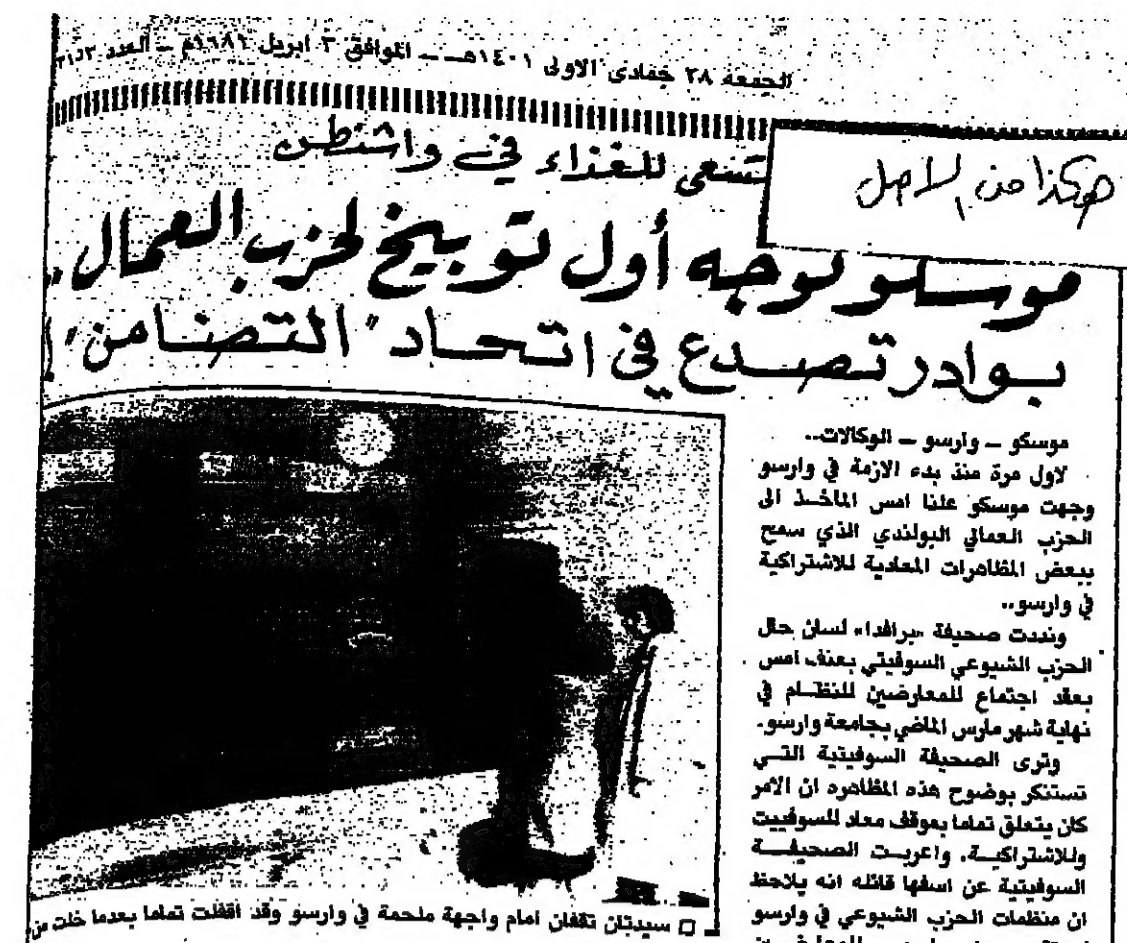 الجمعة ٢٨ جمادى الاولى ١٤٠١هـ ــ الموافق ٣ ابريل ١٩٨١م ــ العدد
هكذا من الاصل
تسعى للغذاء في واشنطن
موسكو توجه أول توبيخ لحزب العمال..
بوادر تصدع في اتحاد "التضامن"!
موسكو ــ وارسو ــ الوكالات..
لاول مرة منذ بدء الازمة في وارسو
وجهت موسكو علنا امس المآخذ الى
الحزب العمالي البولندي الذي سمح
ببعض المظاهرات المعادية للاشتراكية
في وارسو..
ونددت صحيفة «برافدا» لسان حال
الحزب الشيوعي السوفيتي بعنف امس
بعقد اجتماع للمعارضين للنظام في
نهاية شهر مارس الماضي بجامعة وارسو.
وترى الصحيفة السوفيتية التي
تستنكر بوضوح هذه المظاهره ان الامر
كان يتعلق تماما بموقف معاد للسوفييت
وللاشتراكية. واعربت الصحيفة
السوفيتية عن اسفها قائله انه يلاحظ
ان منظمات الحزب الشيوعي في وارسو
□ سيدتان تقفان امام واجهة ملحمة في وارسو وقد اقفلت تماما بعدما خلت من